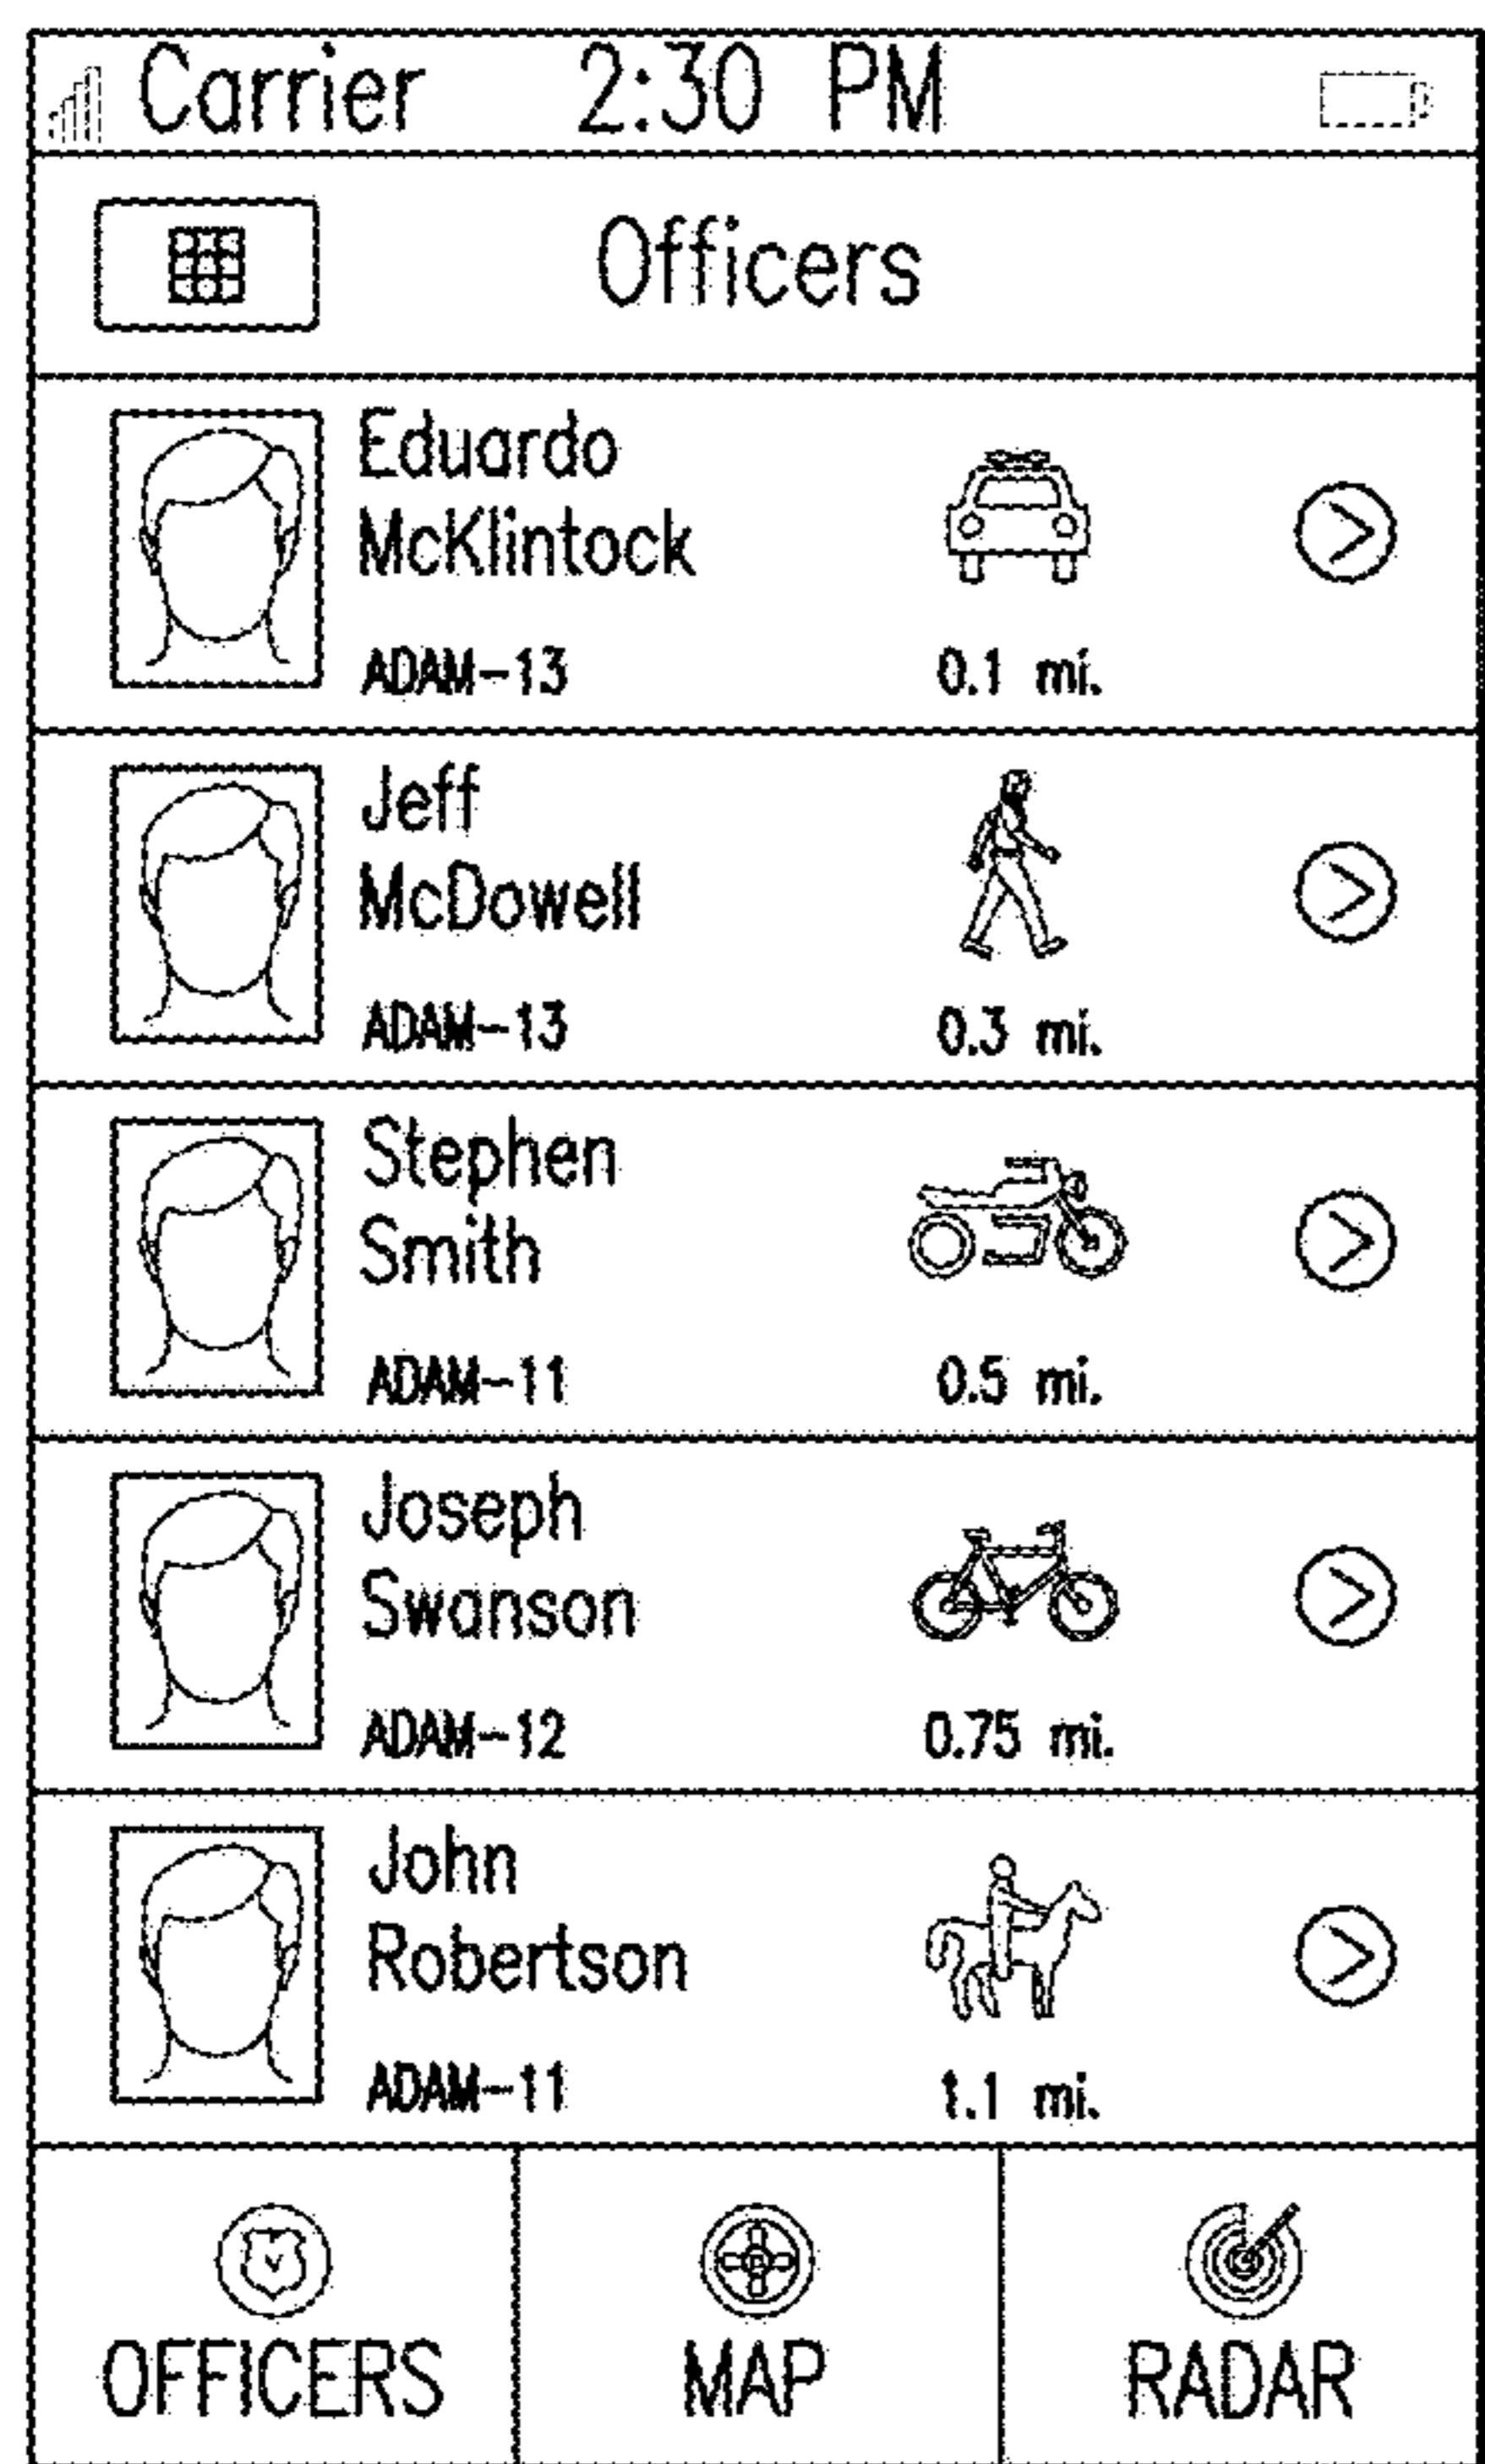 Carrier 2:30 PM
Officers
Eduardo
McKlintock
ADAM-13
0.1 mi.
Jeff
McDowell
ADAM-13
0.3 mi.
Stephen
Smith
ADAM-11
0.5 mi.
Joseph
Swanson
ADAM-12
0.75 mi.
John
Robertson
ADAM-11
1.1 mi.
OFFICERS
MAP
RADAR